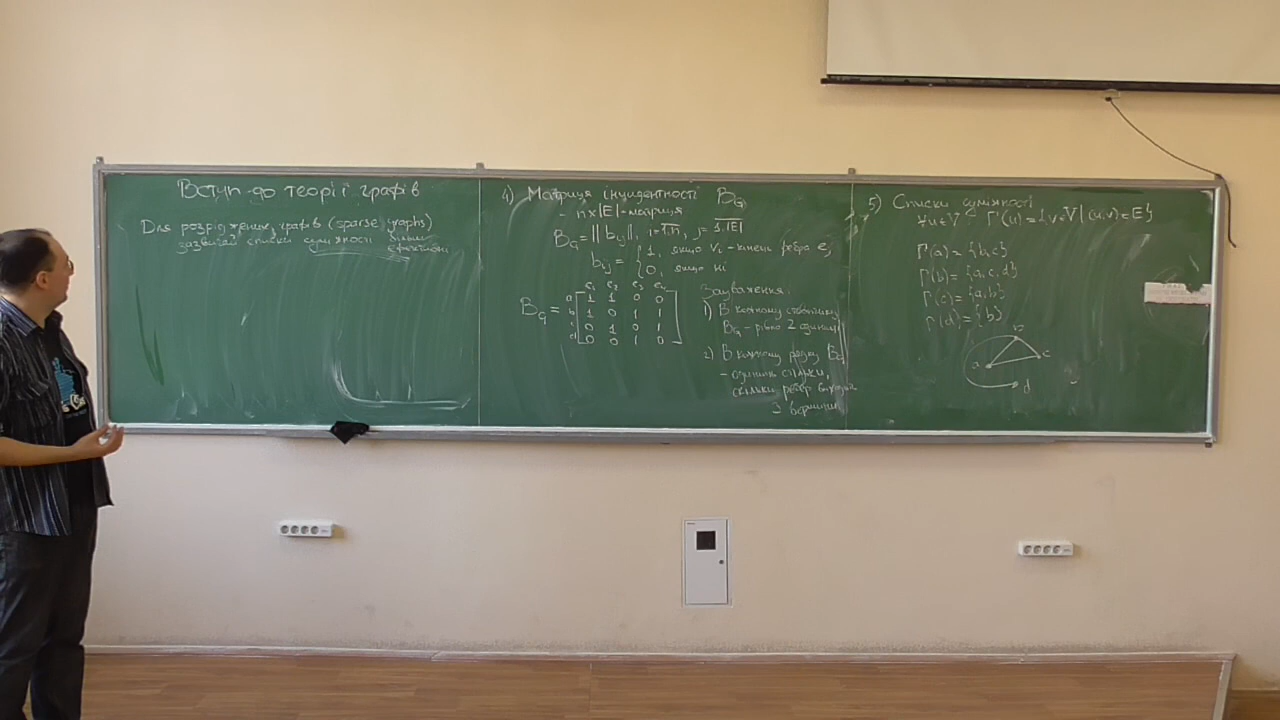 Вступ до теорії графів
Для розріджених графів (sparse graphs)
зазвичай списки суміжності більш
ефективні
4) Матриця інцидентності B_G
- n×|E|-матриця
B_G = ‖b_ij‖, i=1,n, j=1,|E|
b_ij = { 1, якщо v_i - кінець ребра e_j
0, якщо ні
e₁ e₂ e₃ e₄
a 1 1 0 0
B_G = b 1 0 1 1
c 0 1 0 1
d 0 0 1 0
Зауваження.
1) В кожному стовпчику
B_G - рівно 2 одиниці
2) В кожному рядку B_G
- одиниць стільки,
скільки ребер виходить
з вершини
5) Списки суміжності
∀u∈V: Γ(u)={v∈V | (u,v)∈E}
Γ(a) = {b,c}
Γ(b) = {a,c,d}
Γ(c) = {a,b}
Γ(d) = {b}
b
a
c
d